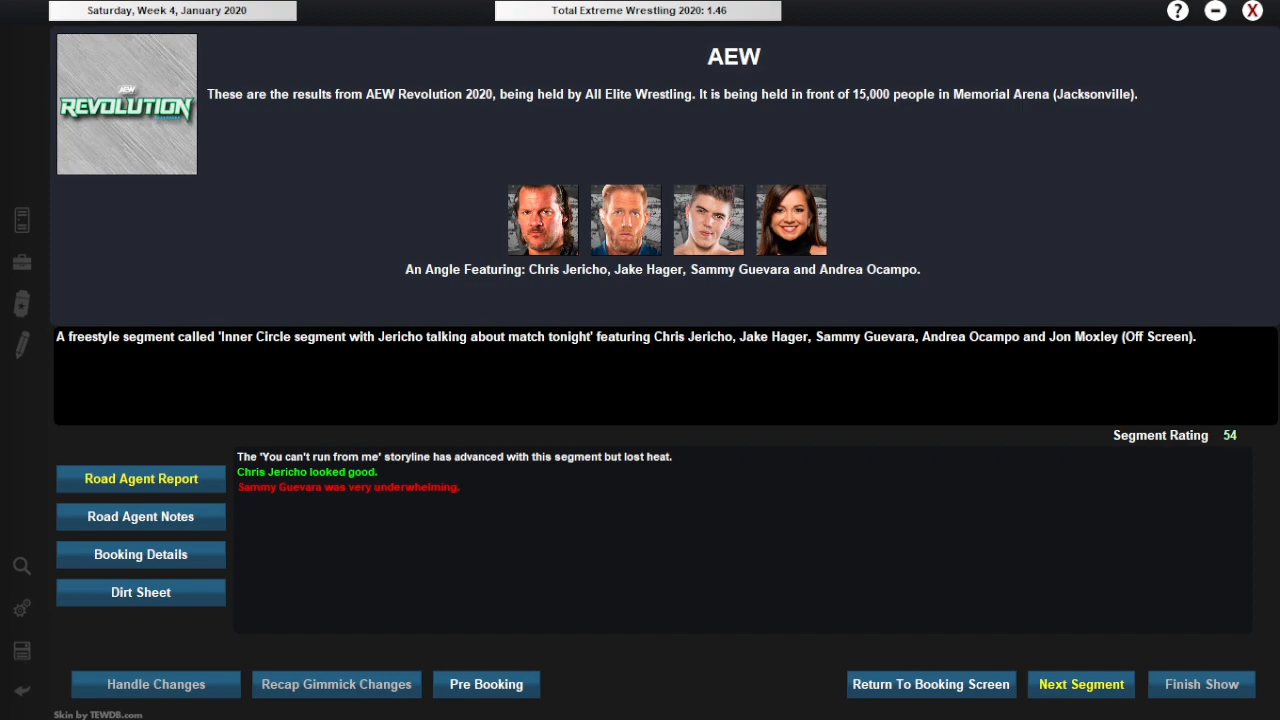 Saturday, Week 4, January 2020
Total Extreme Wrestling 2020: 1.46
?
X
AEW
AEW
REVOLUTION
These are the results from AEW Revolution 2020, being held by All Elite Wrestling. It is being held in front of 15,000 people in Memorial Arena (Jacksonville).
An Angle Featuring: Chris Jericho, Jake Hager, Sammy Guevara and Andrea Ocampo.
A freestyle segment called 'Inner Circle segment with Jericho talking about match tonight' featuring Chris Jericho, Jake Hager, Sammy Guevara, Andrea Ocampo and Jon Moxley (Off Screen).
Segment Rating 54
Road Agent Report
Road Agent Notes
Booking Details
Dirt Sheet
The 'You can't run from me' storyline has advanced with this segment but lost heat.
Chris Jericho looked good.
Sammy Guevara was very underwhelming.
Handle Changes
Recap Gimmick Changes
Pre Booking
Return To Booking Screen
Next Segment
Finish Show
Skin by TEWDB.com